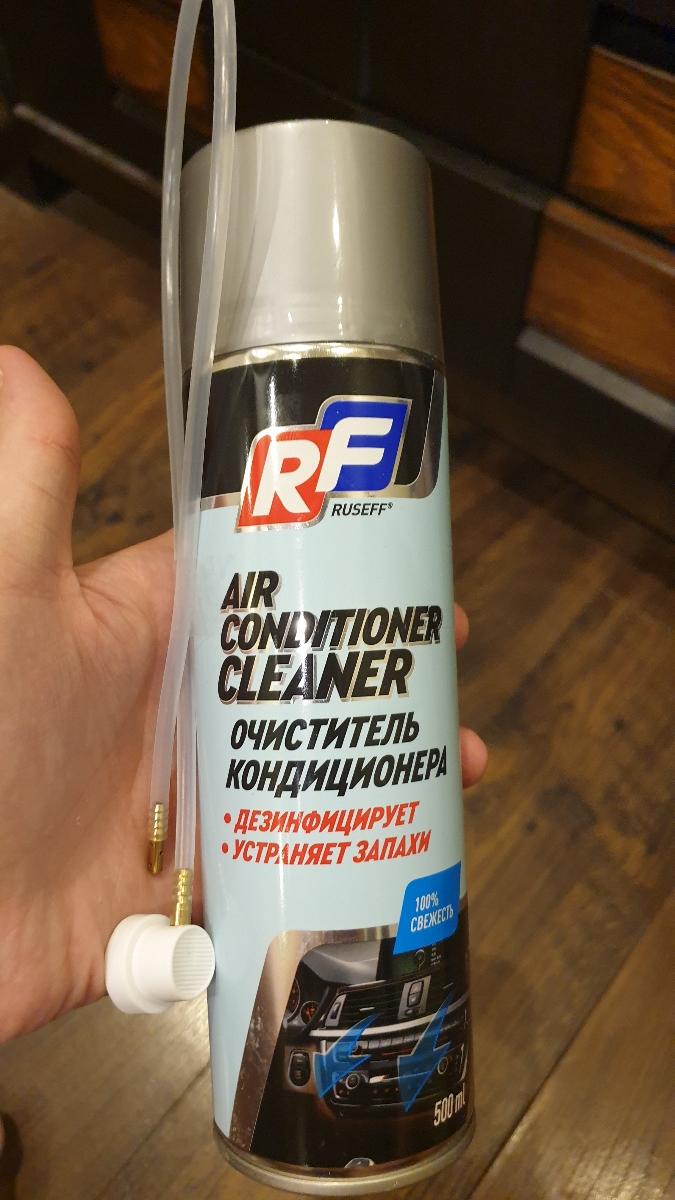 RF
RUSEFF®
AIR
CONDITIONER
CLEANER
ОЧИСТИТЕЛЬ
КОНДИЦИОНЕРА
• ДЕЗИНФИЦИРУЕТ
• УСТРАНЯЕТ ЗАПАХИ
100%
СВЕЖЕСТЬ
500 ml